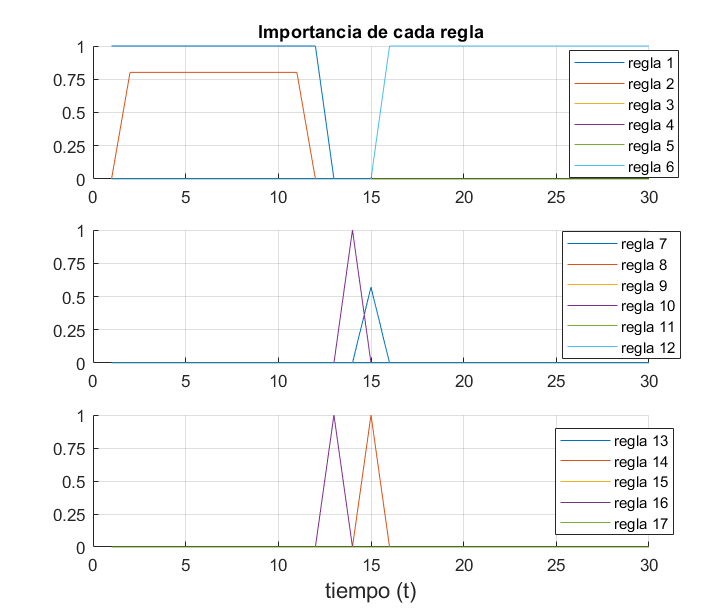 Importancia de cada regla
1
0.75
0.5
0.25
0
0 5 10 15 20 25 30
regla 1
regla 2
regla 3
regla 4
regla 5
regla 6
1
0.75
0.5
0.25
0
0 5 10 15 20 25 30
regla 7
regla 8
regla 9
regla 10
regla 11
regla 12
1
0.75
0.5
0.25
0
0 5 10 15 20 25 30
regla 13
regla 14
regla 15
regla 16
regla 17
tiempo (t)